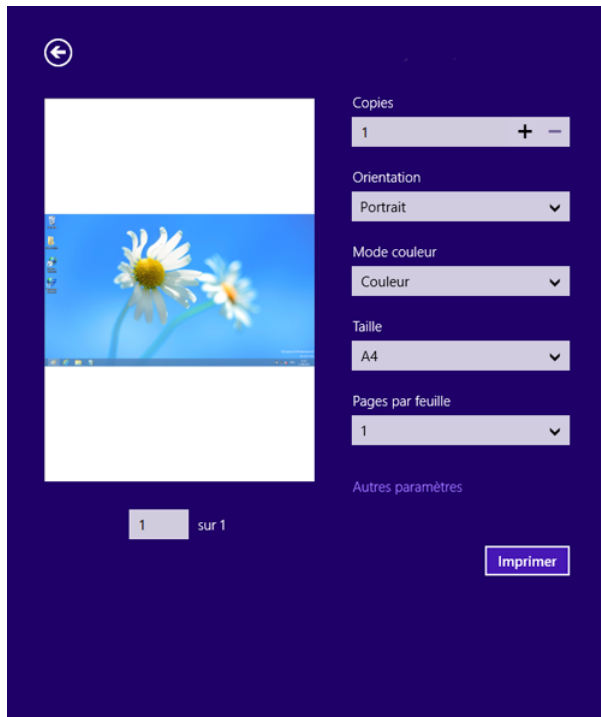 Copies
1
Orientation
Portrait
Mode couleur
Couleur
Taille
A4
Pages par feuille
1
Autres paramètres
1 sur 1
Imprimer